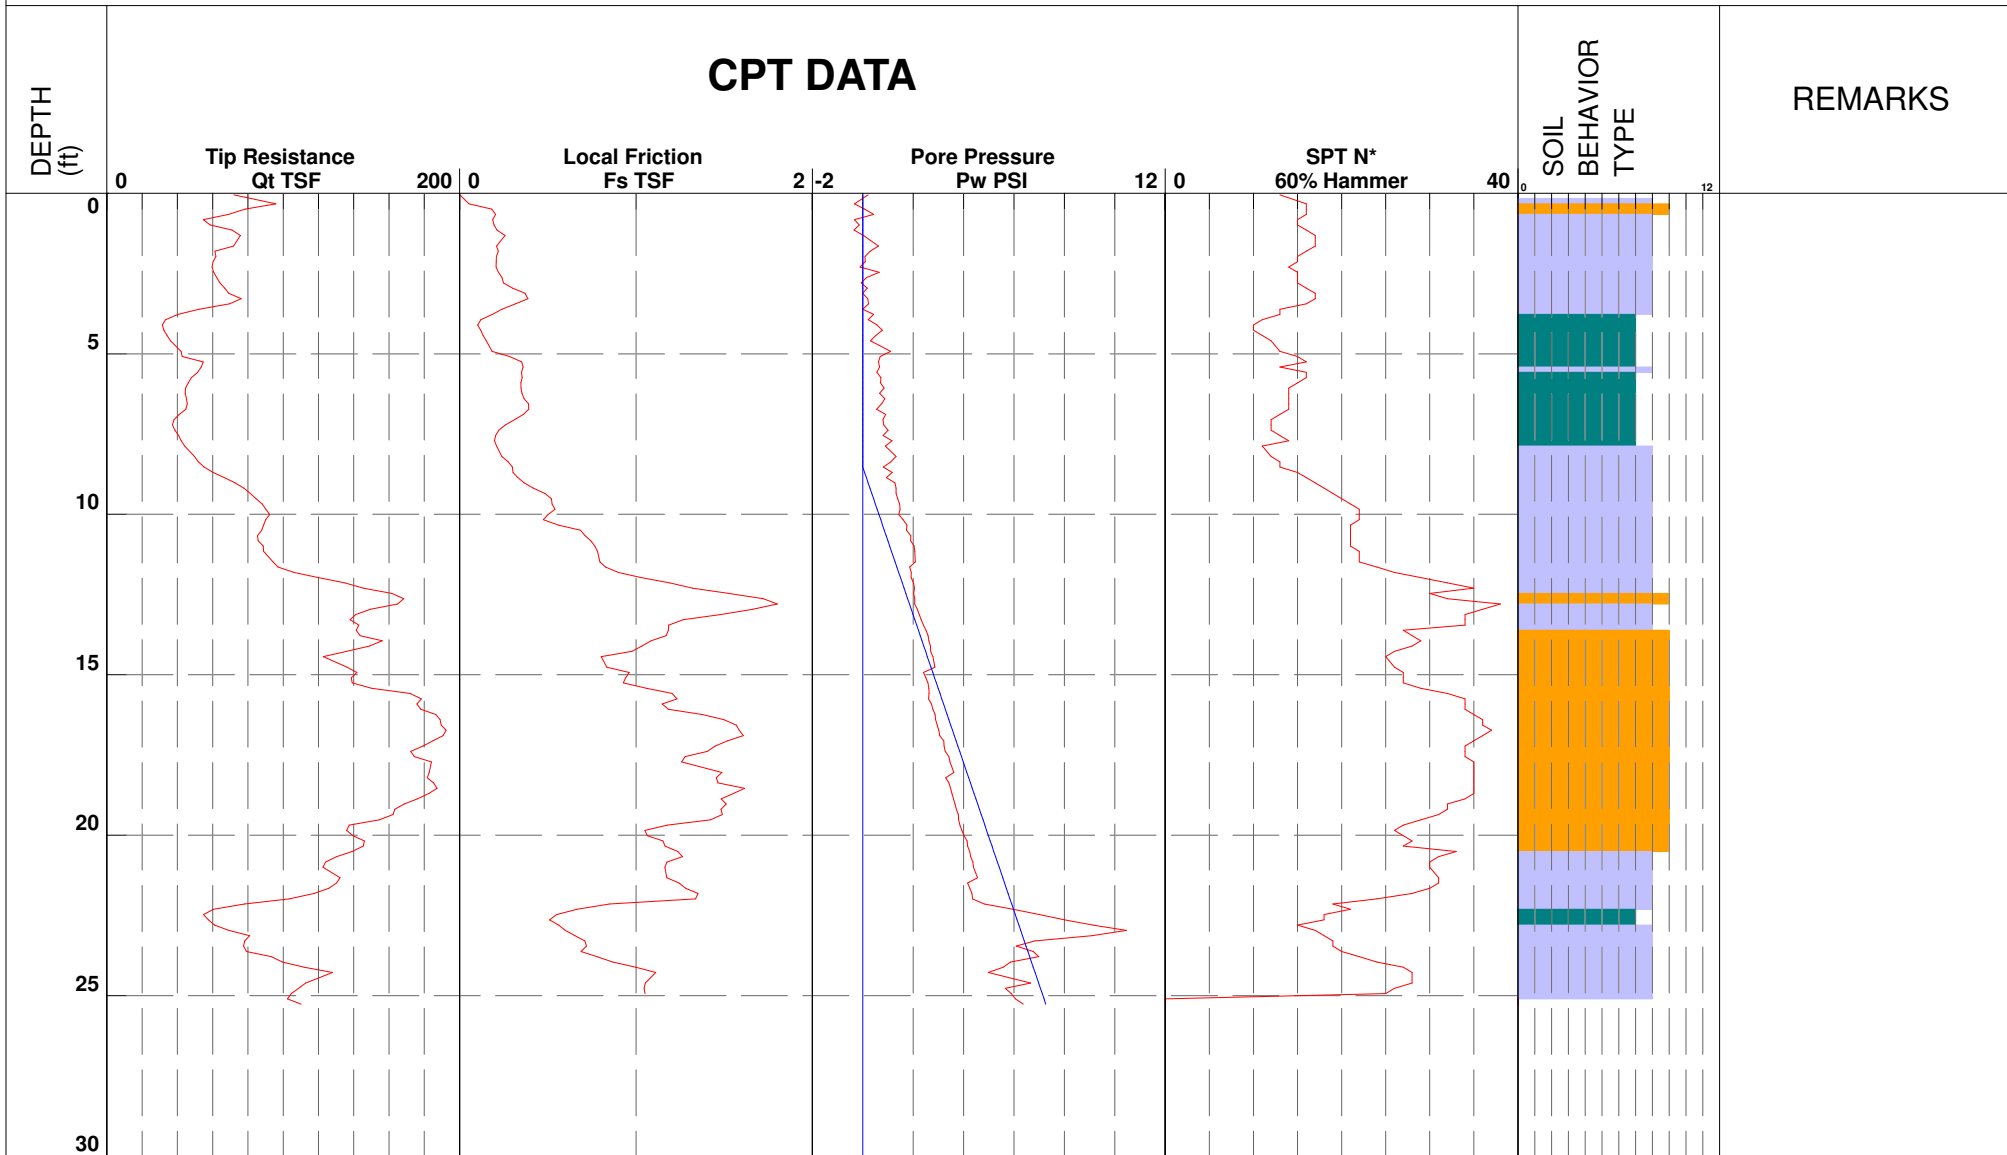 CPT DATA
DEPTH
(ft)
SOIL
BEHAVIOR
TYPE
REMARKS
Tip Resistance
Local Friction
Pore Pressure
SPT N*
0 Qt TSF 200
0 Fs TSF 2
-2 Pw PSI 12
0 60% Hammer 40
0 12
0
5
10
15
20
25
30